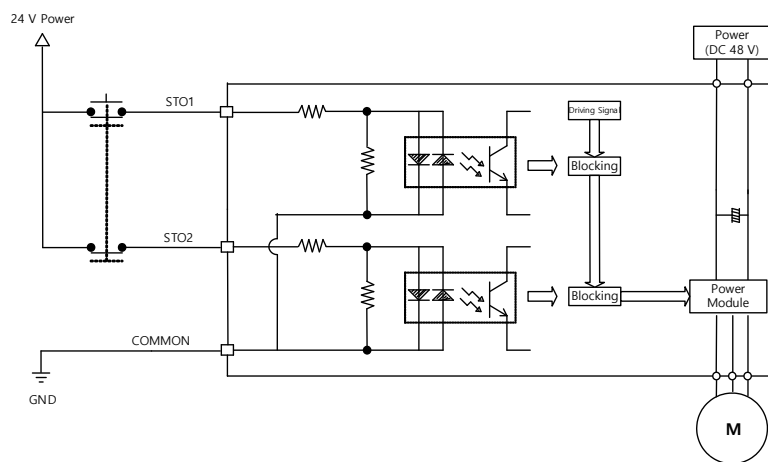 24 V Power
Power
(DC 48 V)
STO1
Driving Signal
Blocking
STO2
Blocking
Power
Module
COMMON
GND
M